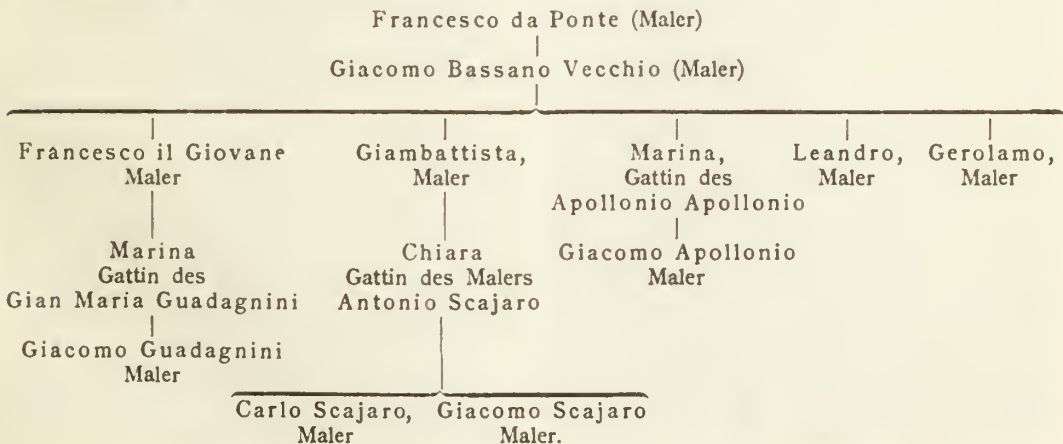 Francesco da Ponte (Maler)
Giacomo Bassano Vecchio (Maler)
Francesco il Giovane
Maler
Giambattista,
Maler
Marina,
Gattin des
Apollonio Apollonio
Leandro,
Maler
Gerolamo,
Maler
Marina
Gattin des
Gian Maria Guadagnini
Chiara
Gattin des Malers
Antonio Scajaro
Giacomo Apollonio
Maler
Giacomo Guadagnini
Maler
Carlo Scajaro,
Maler
Giacomo Scajaro
Maler.